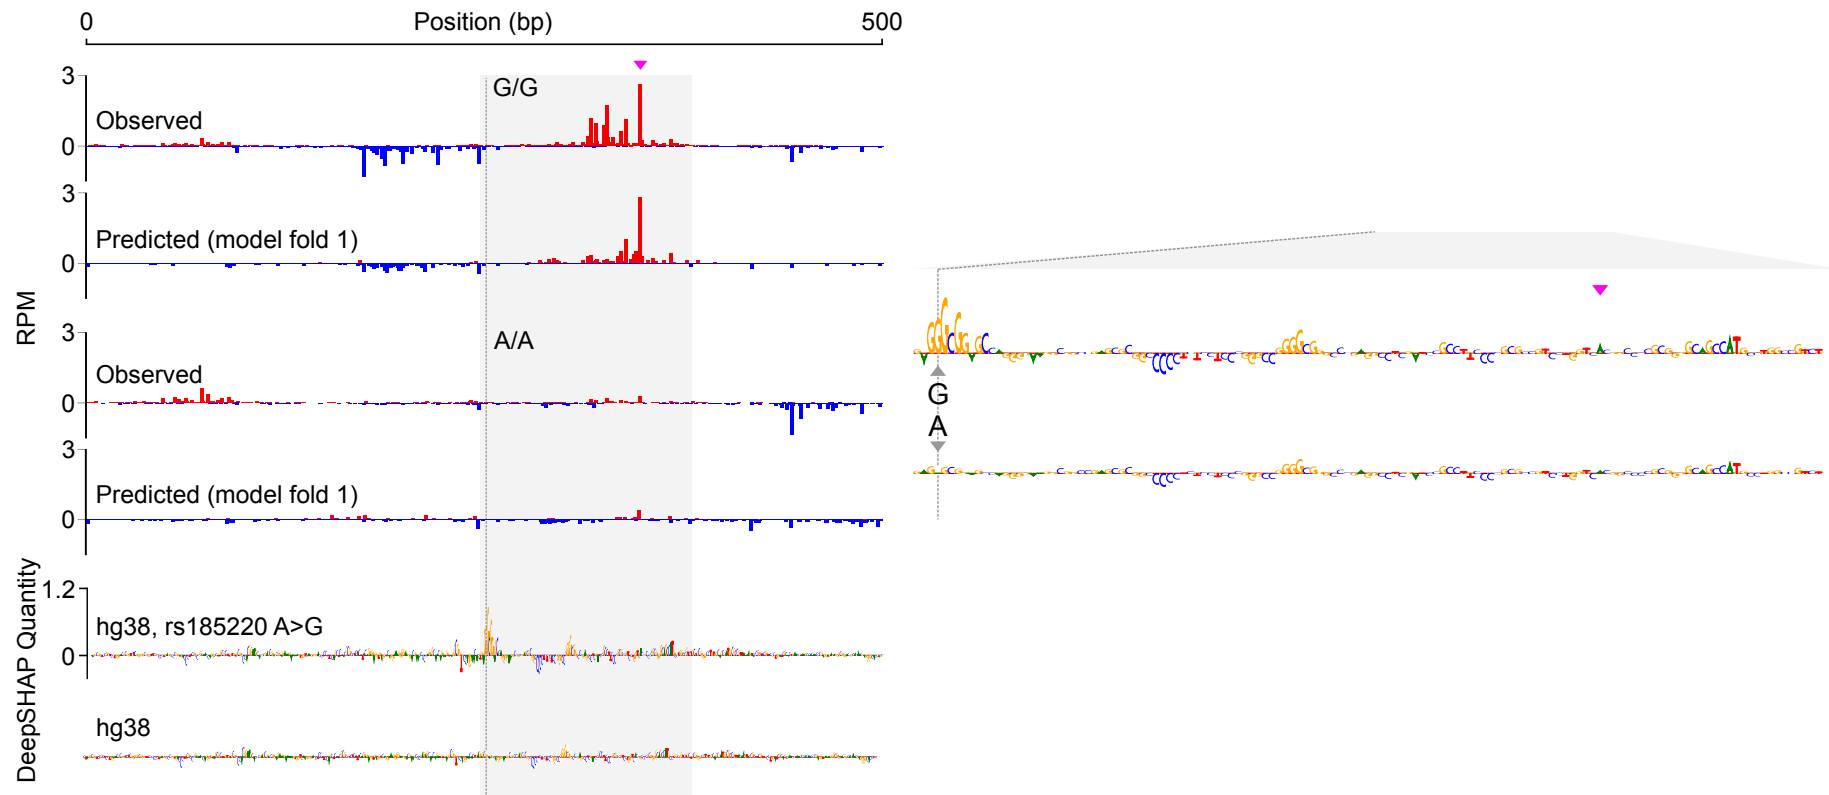 0 Position (bp) 500
3
G/G
Observed
0
3
Predicted (model fold 1)
0
RPM
3
A/A
Observed
0
3
Predicted (model fold 1)
0
DeepSHAP Quantity
1.2
hg38, rs185220 A>G
0
hg38
G
A